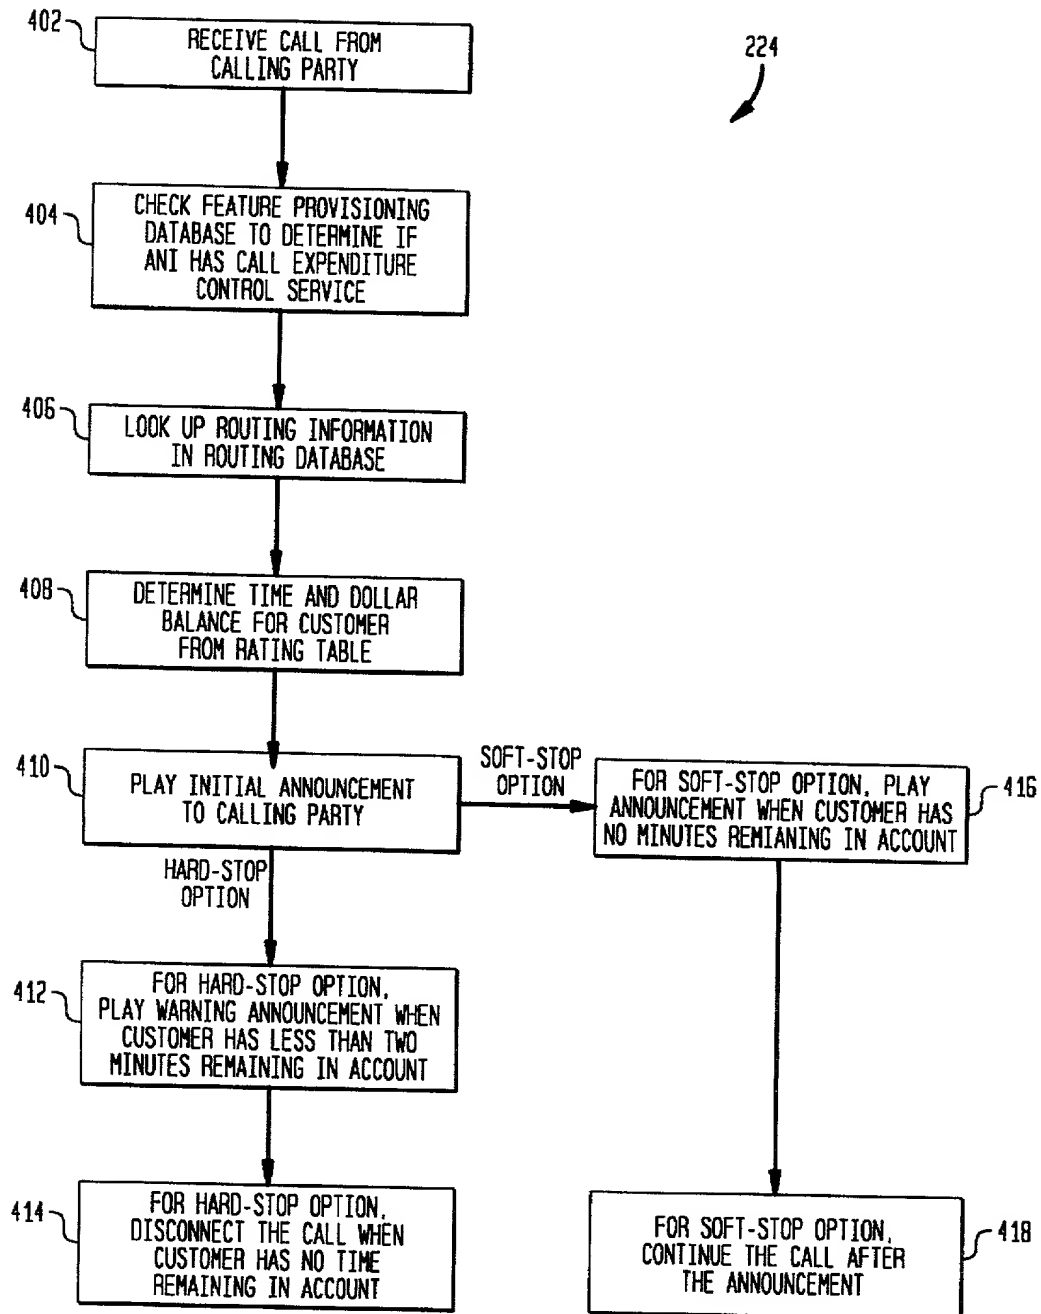 402
RECEIVE CALL FROM
CALLING PARTY
224
404
CHECK FEATURE PROVISIONING
DATABASE TO DETERMINE IF
ANI HAS CALL EXPENDITURE
CONTROL SERVICE
406
LOOK UP ROUTING INFORMATION
IN ROUTING DATABASE
408
DETERMINE TIME AND DOLLAR
BALANCE FOR CUSTOMER
FROM RATING TABLE
410
PLAY INITIAL ANNOUNCEMENT
TO CALLING PARTY
SOFT-STOP
OPTION
FOR SOFT-STOP OPTION, PLAY
ANNOUNCEMENT WHEN CUSTOMER HAS
NO MINUTES REMIANING IN ACCOUNT
416
HARD-STOP
OPTION
412
FOR HARD-STOP OPTION,
PLAY WARNING ANNOUNCEMENT WHEN
CUSTOMER HAS LESS THAN TWO
MINUTES REMAINING IN ACCOUNT
414
FOR HARD-STOP OPTION,
DISCONNECT THE CALL WHEN
CUSTOMER HAS NO TIME
REMAINING IN ACCOUNT
FOR SOFT-STOP OPTION,
CONTINUE THE CALL AFTER
THE ANNOUNCEMENT
418